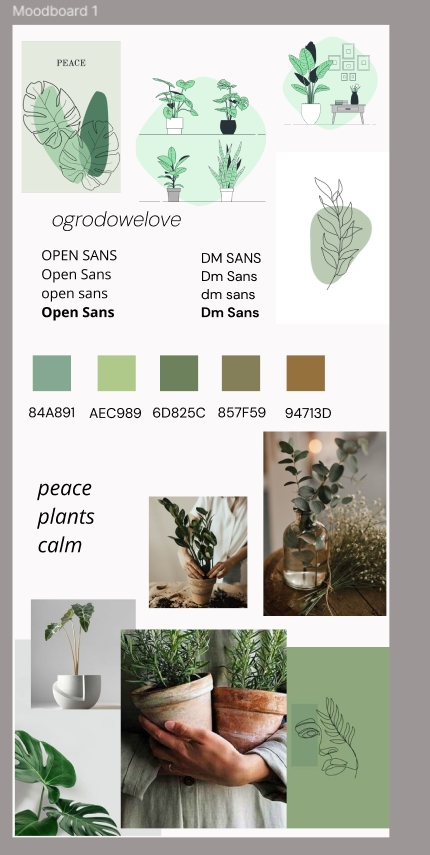 Moodboard 1
PEACE
ogrodowelove
OPEN SANS
Open Sans
open sans
Open Sans
DM SANS
Dm Sans
dm sans
Dm Sans
84A891 AEC989 6D825C 857F59 94713D
peace
plants
calm